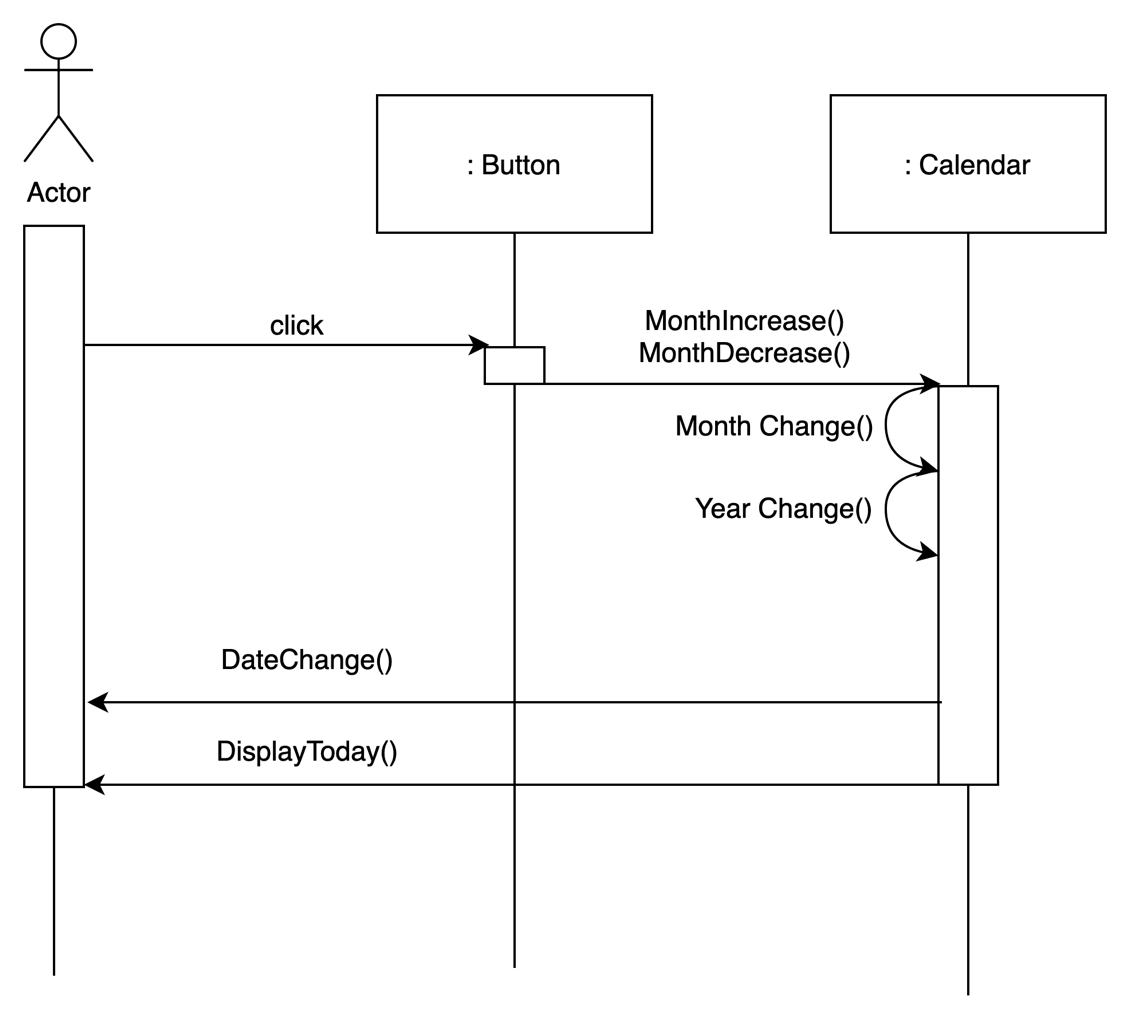 Actor
: Button
: Calendar
click
MonthIncrease()
MonthDecrease()
Month Change()
Year Change()
DateChange()
DisplayToday()